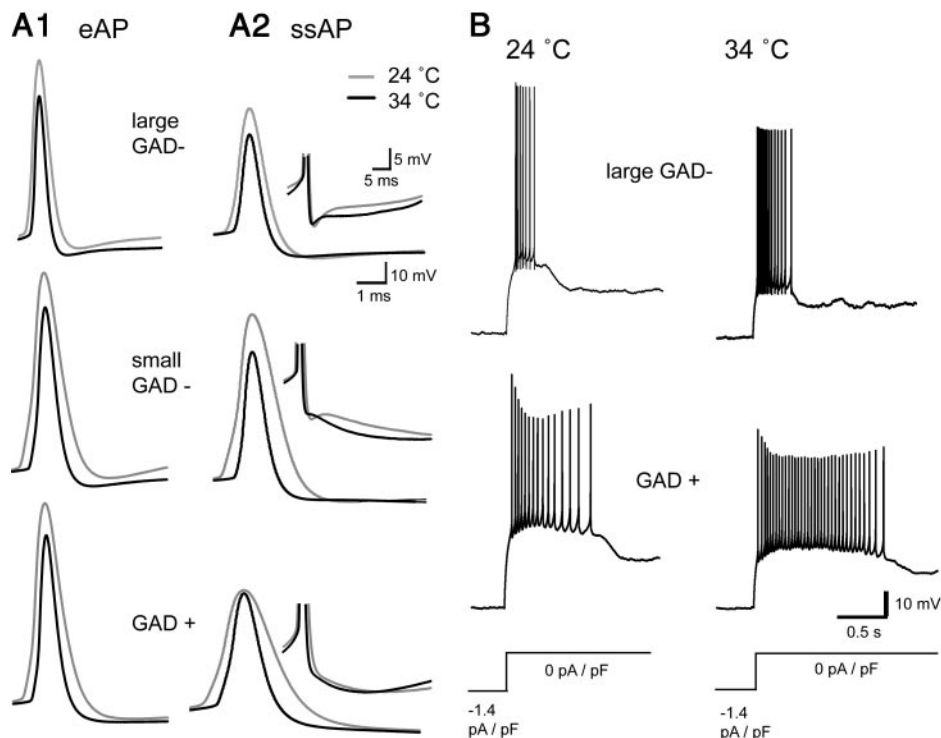 A1 eAP A2 ssAP
24 °C
34 °C
large
GAD-
5 mV
5 ms
10 mV
1 ms
small
GAD -
GAD +
B
24 °C 34 °C
large GAD-
GAD +
10 mV
0.5 s
0 pA / pF 0 pA / pF
-1.4
pA / pF
-1.4
pA / pF